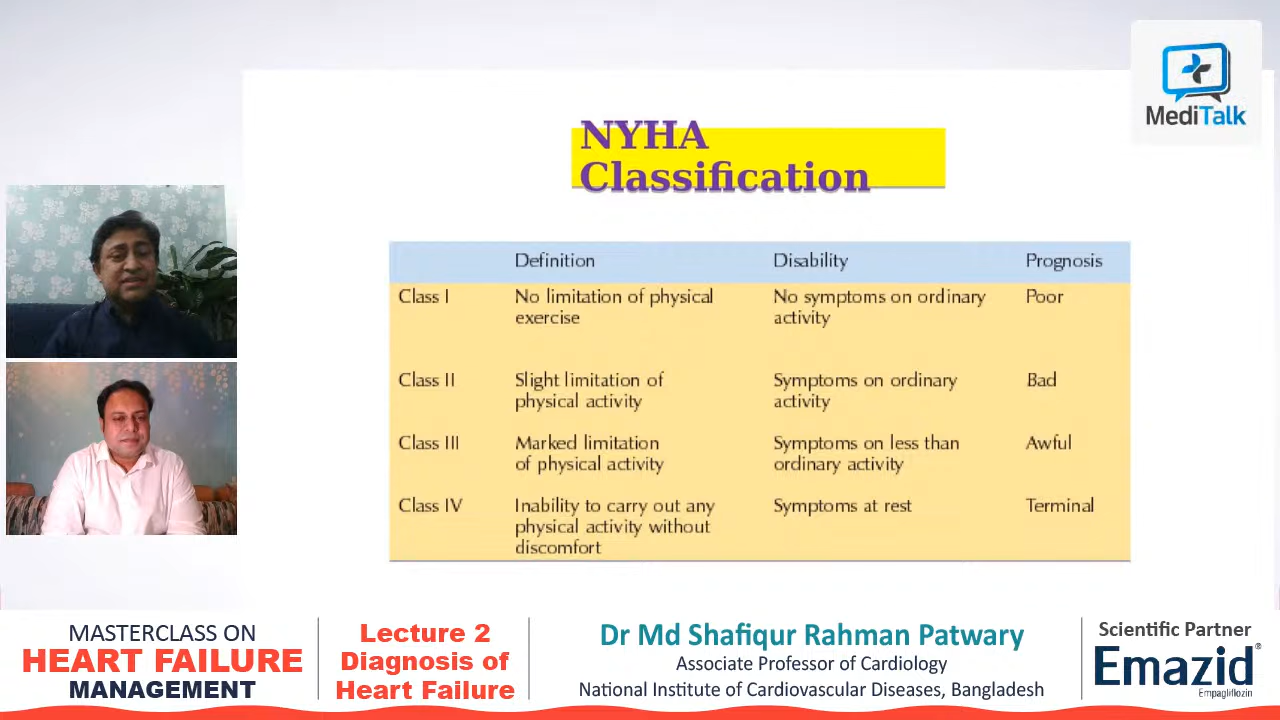 MediTalk
NYHA
Classification
Definition Disability Prognosis
Class I No limitation of physical exercise No symptoms on ordinary activity Poor
Class II Slight limitation of physical activity Symptoms on ordinary activity Bad
Class III Marked limitation of physical activity Symptoms on less than ordinary activity Awful
Class IV Inability to carry out any physical activity without discomfort Symptoms at rest Terminal
MASTERCLASS ON
HEART FAILURE
MANAGEMENT
Lecture 2
Diagnosis of
Heart Failure
Dr Md Shafiqur Rahman Patwary
Associate Professor of Cardiology
National Institute of Cardiovascular Diseases, Bangladesh
Scientific Partner
Emazid®
Empagliflozin